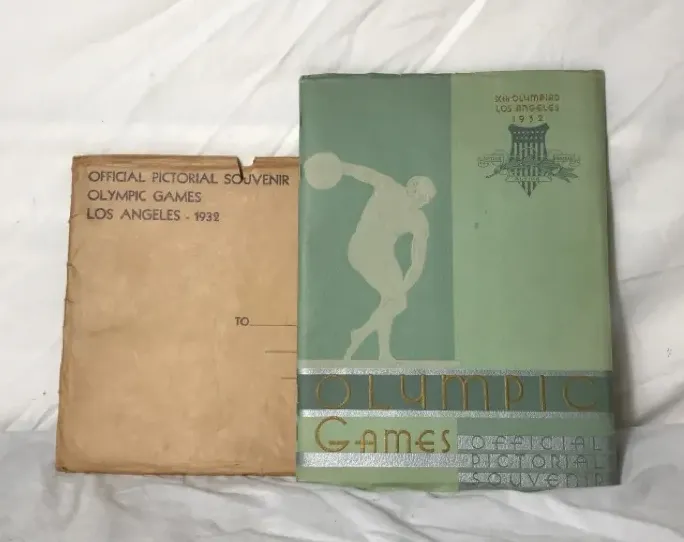 OFFICIAL PICTORIAL SOUVENIR
OLYMPIC GAMES
LOS ANGELES - 1932
TO
Xth OLYMPIAD
LOS ANGELES
1932
OLYMPIC
GAMES
OFFICIAL
PICTORIAL
SOUVENIR